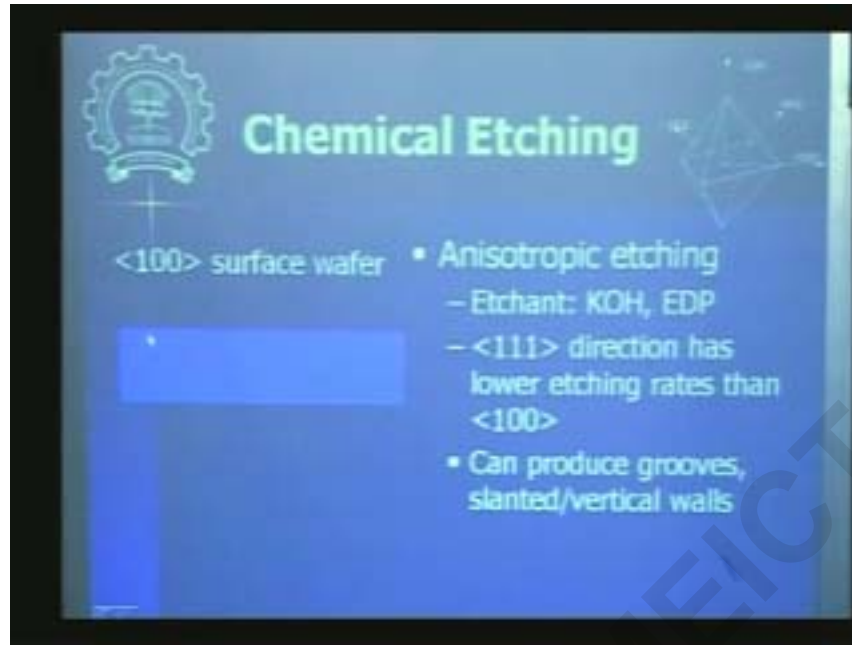 Chemical Etching
<100> surface wafer
▪ Anisotropic etching
– Etchant: KOH, EDP
– <111> direction has
lower etching rates than
<100>
▪ Can produce grooves,
slanted/vertical walls
EICT